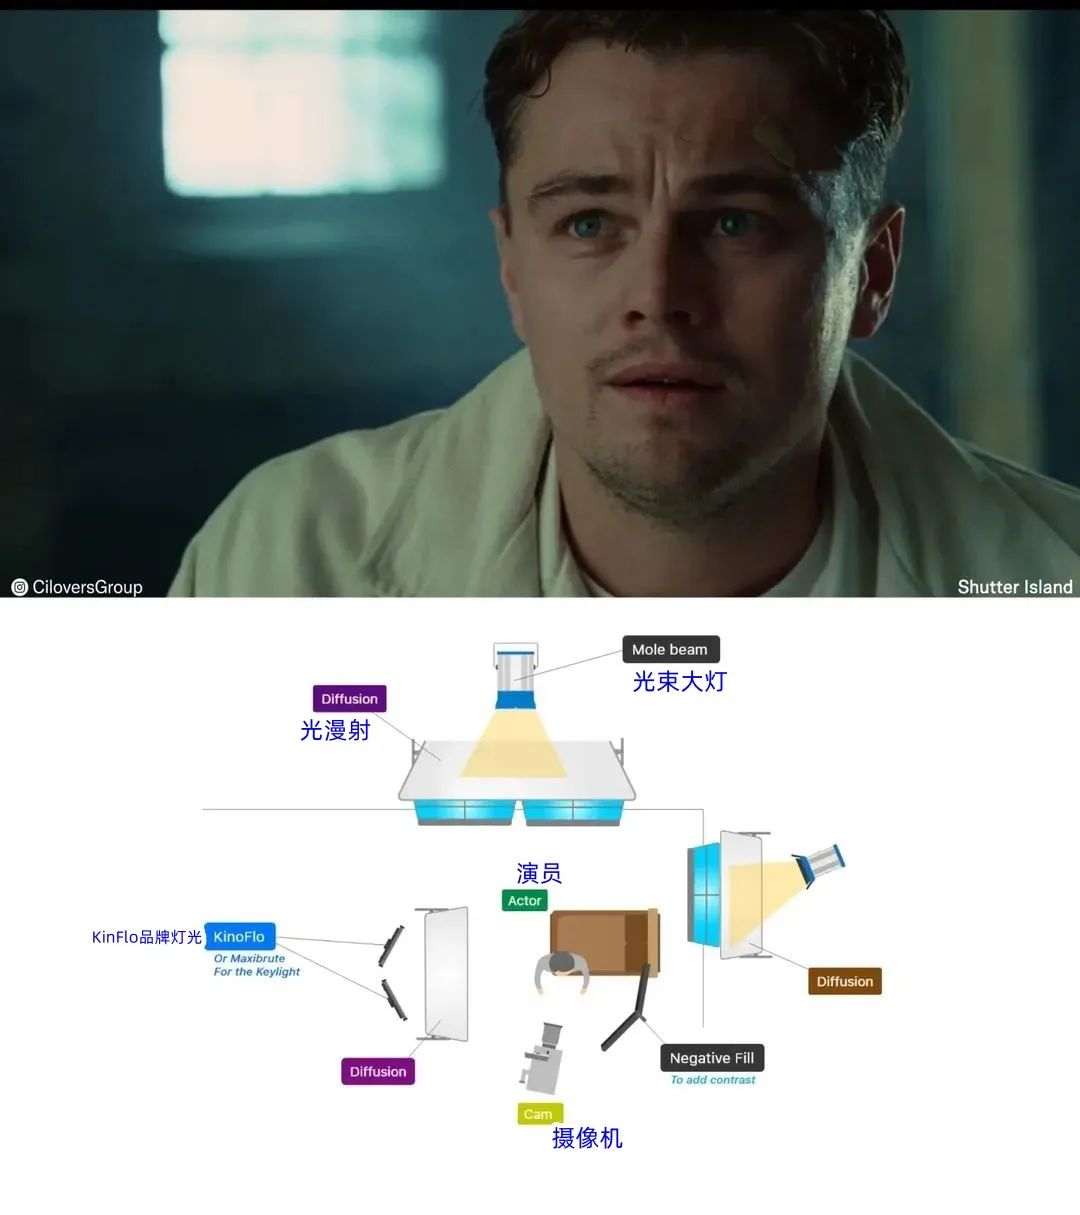 CiloversGroup
Shutter Island
Mole beam
光束大灯
Diffusion
光漫射
演员
Actor
KinFlo品牌灯光
KinoFlo
Or Maxibrute
For the Keylight
Diffusion
Negative Fill
To add contrast
Diffusion
Cam
摄像机